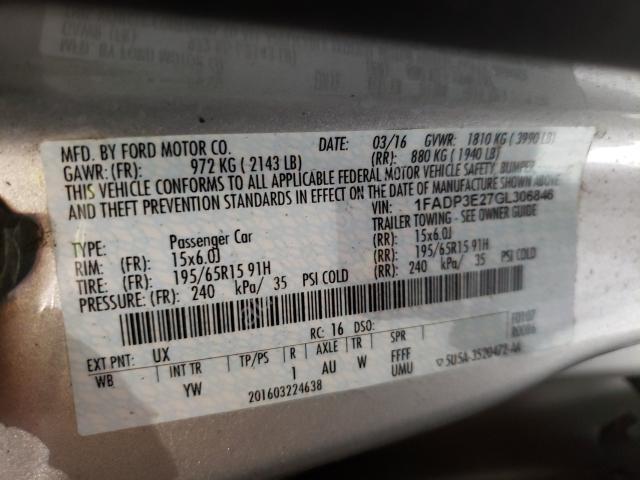 MFD. BY FORD MOTOR CO. DATE: 03/16 GVWR: 1810 KG ( 3990 LB)
GAWR: (FR): 972 KG ( 2143 LB) (RR): 880 KG ( 1940 LB)
THIS VEHICLE CONFORMS TO ALL APPLICABLE FEDERAL MOTOR VEHICLE SAFETY, BUMPER
AND THEFT PREVENTION STANDARDS IN EFFECT ON THE DATE OF MANUFACTURE SHOWN ABOVE
VIN: 1FADP3E27GL306846
TYPE: Passenger Car TRAILER TOWING- SEE OWNER GUIDE
RIM: (FR): 15x6.0J (RR): 15x6.0J
TIRE: (FR): 195/65R15 91H (RR): 195/65R15 91H
PRESSURE: (FR): 240 kPa/ 35 PSI COLD (RR): 240 kPa/ 35 PSI COLD
EXT PNT: UX RC: 16 DSO:
WB INT TR TP/PS R AXLE TR SPR
YW 1 AU W FFFF
UMU
201603224638